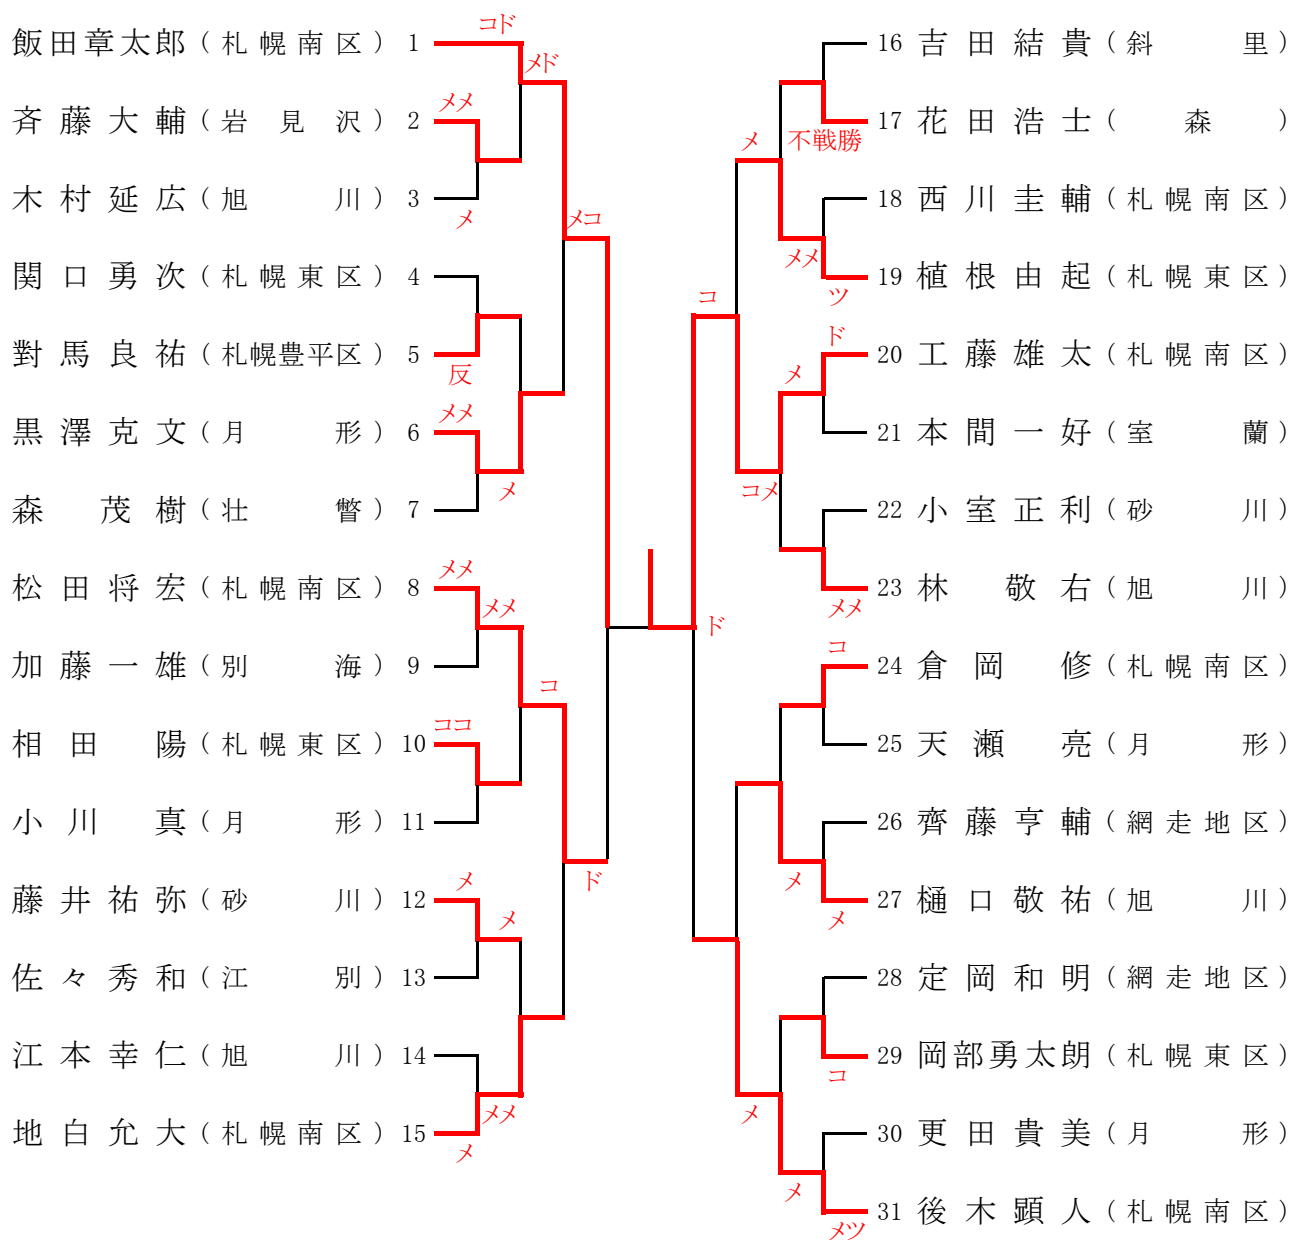 飯田章太郎（札幌南区）1
斉藤大輔（岩見沢）2
木村延広（旭川）3
関口勇次（札幌東区）4
對馬良祐（札幌豊平区）5
黒澤克文（月形）6
森茂樹（壮瞥）7
松田将宏（札幌南区）8
加藤一雄（別海）9
相田陽（札幌東区）10
小川真（月形）11
藤井祐弥（砂川）12
佐々秀和（江別）13
江本幸仁（旭川）14
地白允大（札幌南区）15
コド
メド
メメ
メ
メコ
反
メメ
メ
メメ
メメ
コ
ココ
ド
メ
メ
メメ
メ
16 吉田結貴（斜里）
17 花田浩士（森）
18 西川圭輔（札幌南区）
19 植根由起（札幌東区）
20 工藤雄太（札幌南区）
21 本間一好（室蘭）
22 小室正利（砂川）
23 林敬右（旭川）
24 倉岡修（札幌南区）
25 天瀬亮（月形）
26 齊藤亨輔（網走地区）
27 樋口敬祐（旭川）
28 定岡和明（網走地区）
29 岡部勇太朗（札幌東区）
30 更田貴美（月形）
31 後木顕人（札幌南区）
メ
不戦勝
メメ
ツ
コ
ド
メ
コメ
メメ
ド
コ
メ
メ
コ
メ
メ
メツ